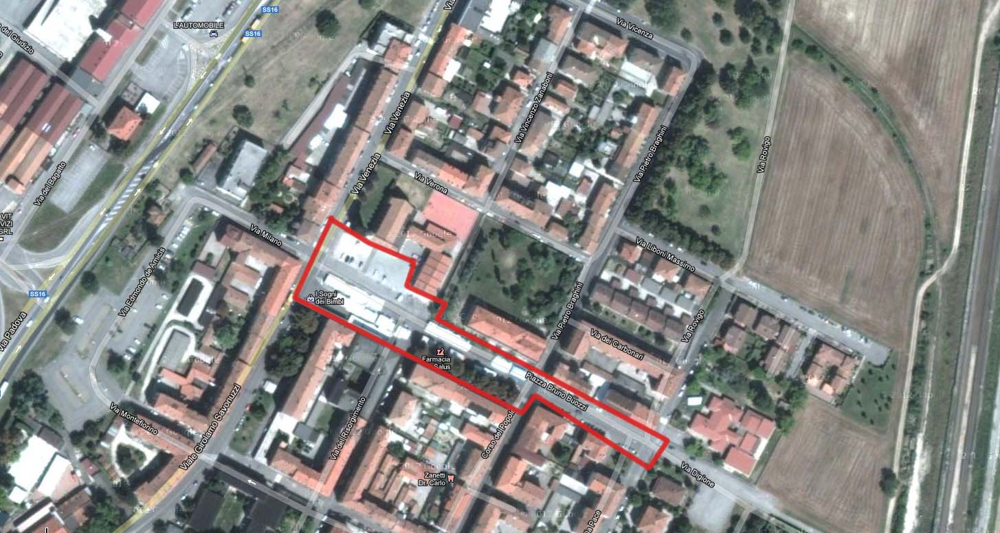 SS16
Via Vicenza
L'AUTOMOBILE
SS16
Via Venezia
Via Vincenzo Zanaboni
Via Pietro Braghini
Via Rovigo
Via Venezia
Via del Bagatto
Via Verona
Via Milano
Via Liboni Massimo
Via Edmondo de Amicis
SS16
I Sogni
dei Bimbi
Via Pietro Braghini
Via Padova
Via Rovigo
Via dei Carbonari
Farmacia
Salus
Piazza Bruno Buozzi
Via Montefiorino
Viale Girolamo Savonuzzi
Via del Risorgimento
Corso del Popolo
Zanetti
Dr. Carlo
Via Digione